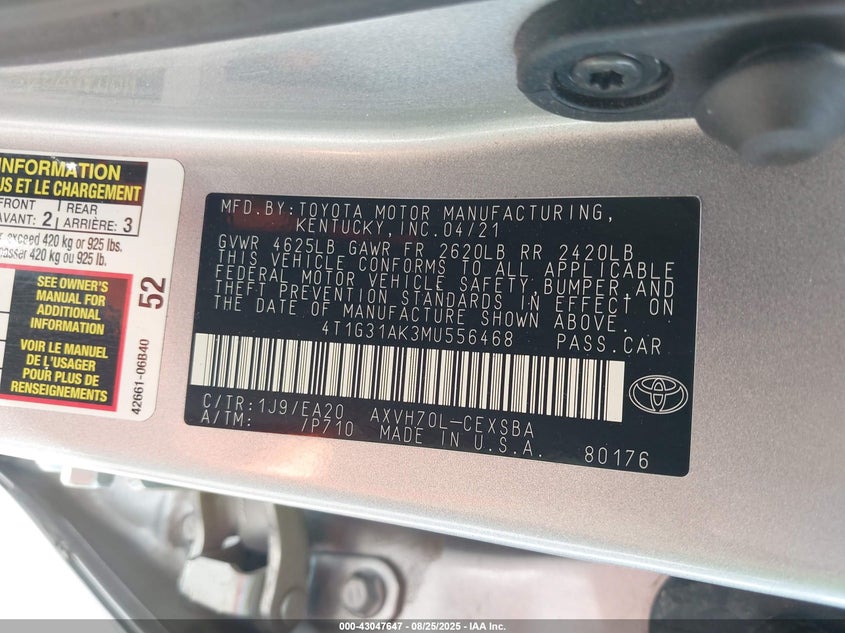 INFORMATION
US ET LE CHARGEMENT
FRONT
AVANT: 2
REAR
ARRIÈRE: 3
exceed 420 kg or 925 lbs.
passer 420 kg ou 925 lb.
SEE OWNER'S
MANUAL FOR
ADDITIONAL
INFORMATION
VOIR LE MANUEL
DE L'USAGER
POUR PLUS DE
RENSEIGNEMENTS
52
42661-06B40
MFD.BY:TOYOTA MOTOR MANUFACTURING,
KENTUCKY,INC.04/21
GVWR 4625LB GAWR FR 2620LB RR 2420LB
THIS VEHICLE CONFORMS TO ALL APPLICABLE
FEDERAL MOTOR VEHICLE SAFETY,BUMPER,AND
THEFT PREVENTION STANDARDS IN EFFECT ON
THE DATE OF MANUFACTURE SHOWN ABOVE.
4T1G31AK3MU556468 PASS.CAR
C/TR:1J9/EA20 AXVH70L-CEXSBA
A/TM: /P710 MADE IN U.S.A.
80176
000-43047647 - 08/25/2025 - IAA Inc.